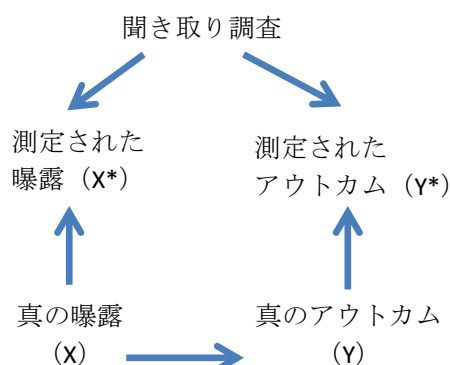 聞き取り調査
測定された
曝露（X*）
測定された
アウトカム（Y*）
真の曝露
（X）
真のアウトカム
（Y）